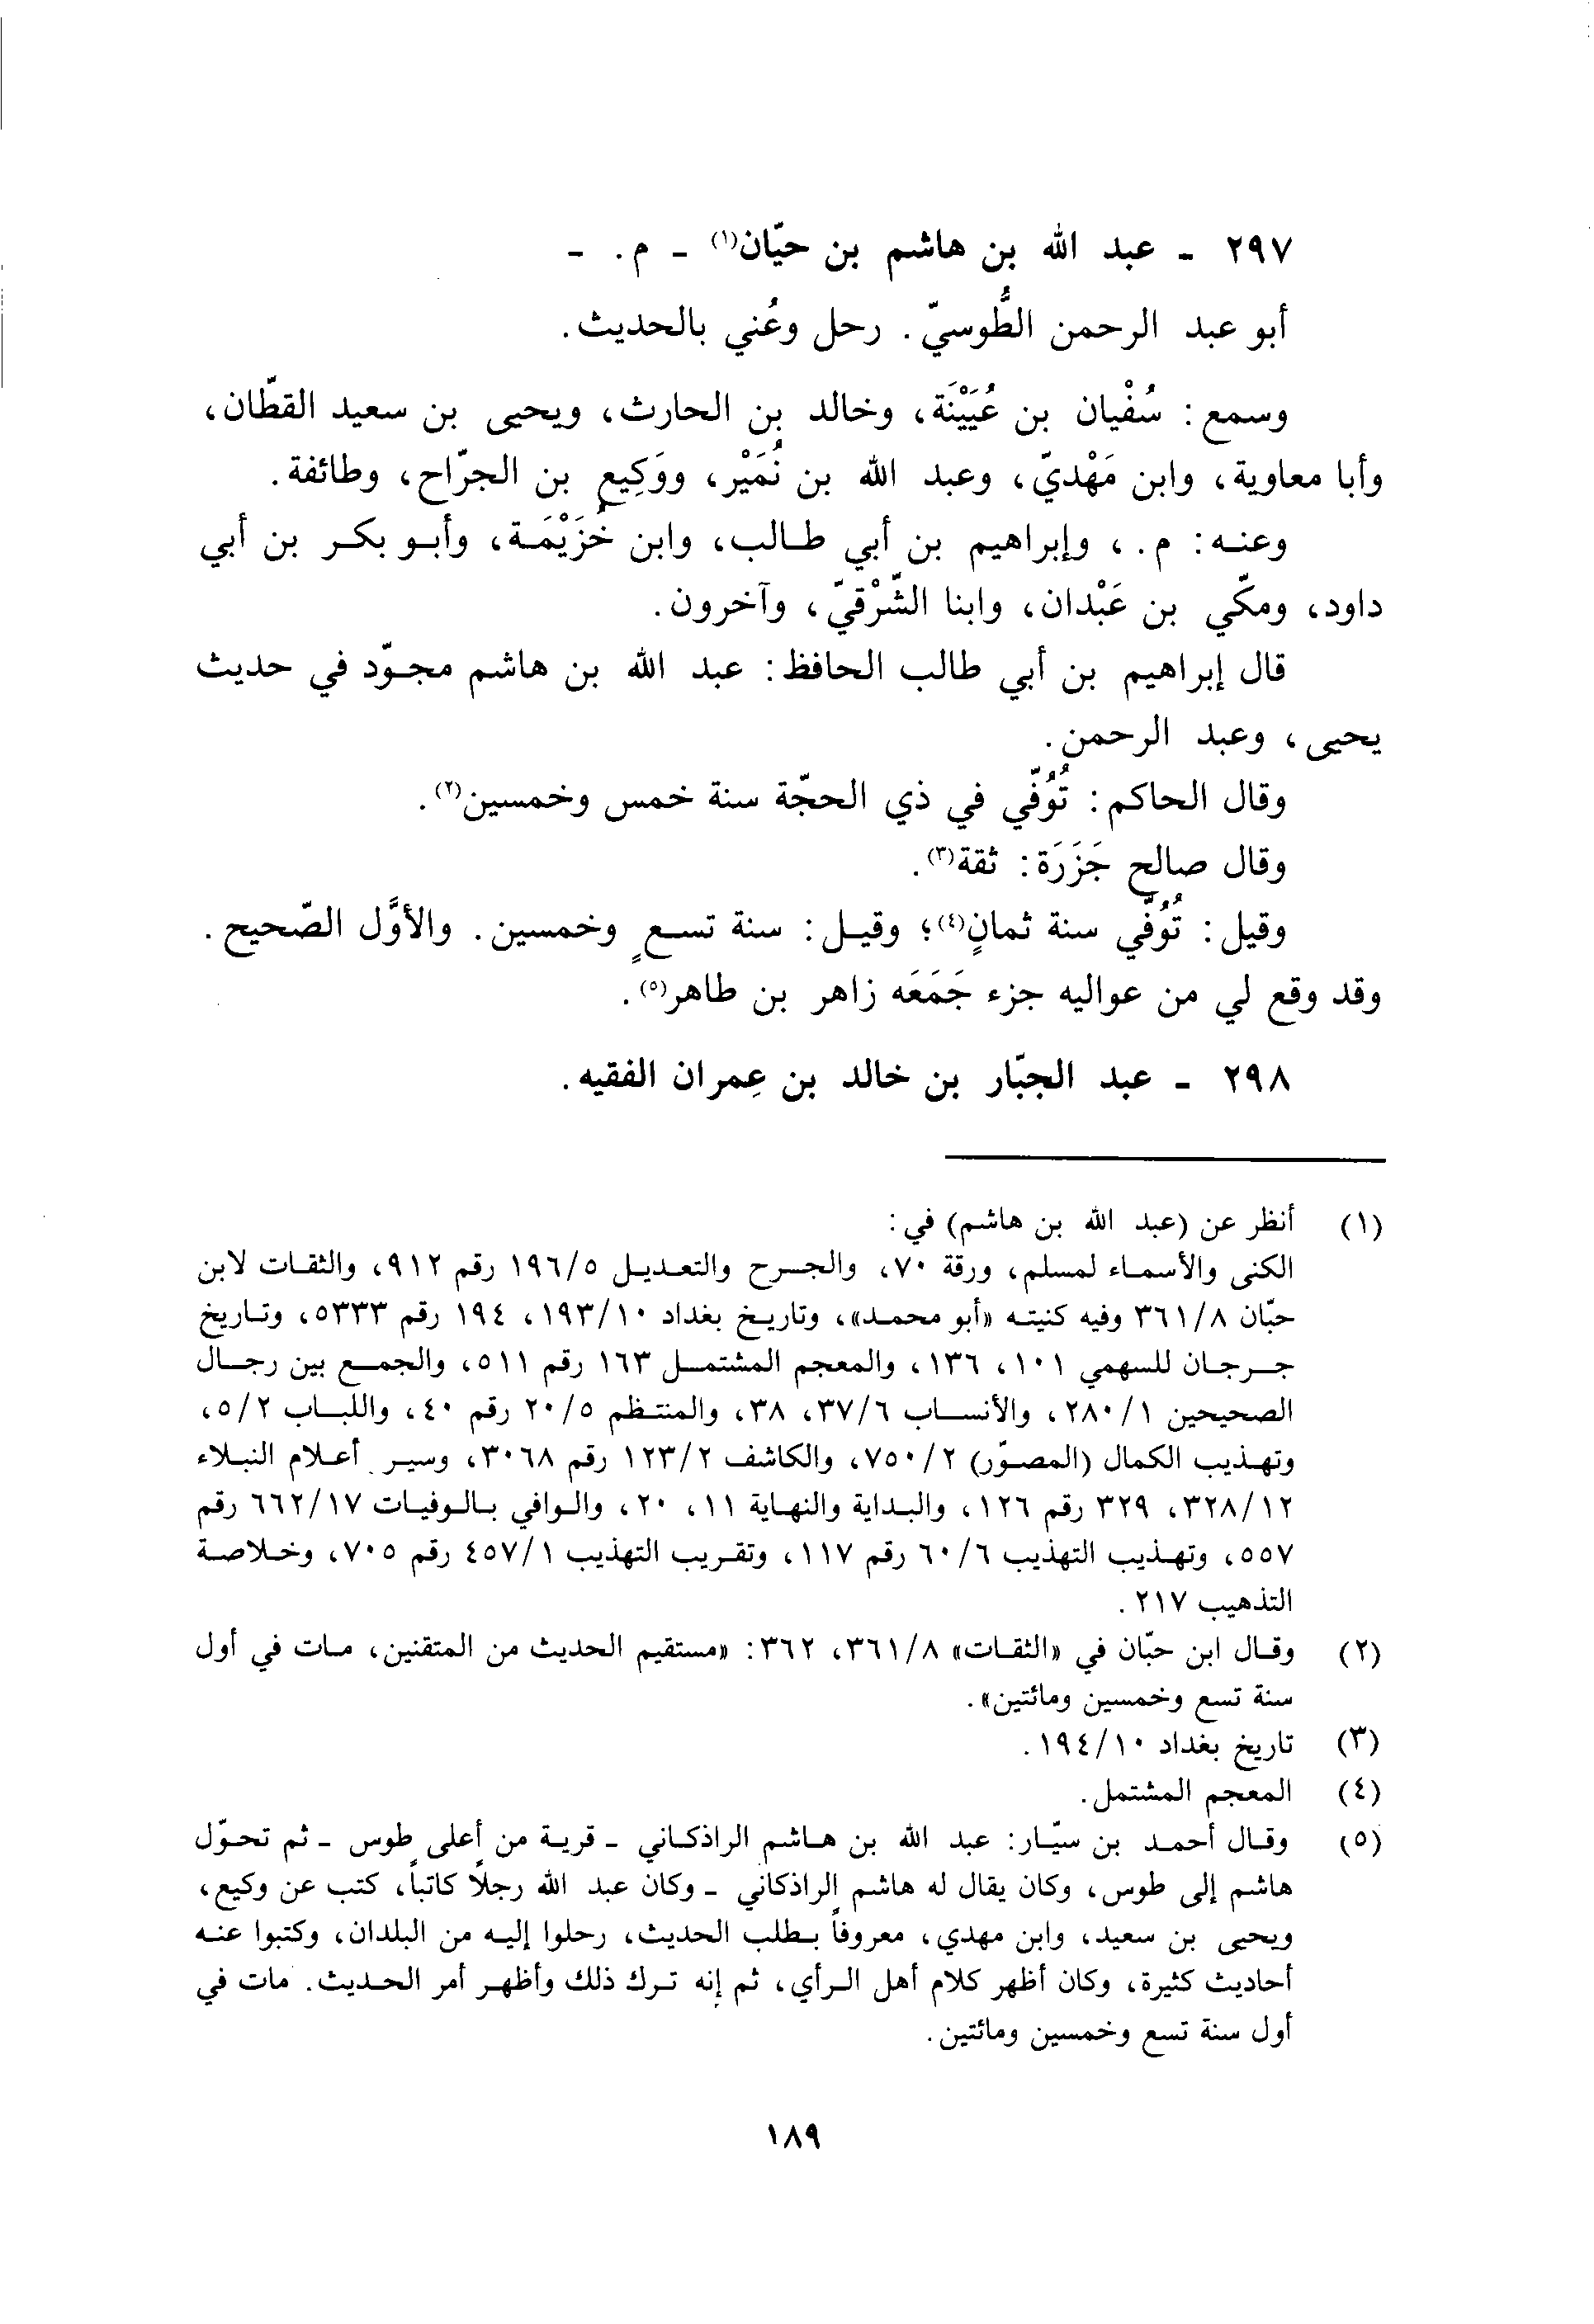 ٢٩٧ - عبد الله بن هاشم بن حيّان(١) - م. -
أبو عبد الرحمن الطُّوسيّ. رحل وعُني بالحديث.
وسمع: سُفْيان بن عُيَيْنَة، وخالد بن الحارث، ويحيى بن سعيد القطّان،
وأبا معاوية، وابن مَهْديّ، وعبد الله بن نُمَيْر، ووَكِيع بن الجرّاح، وطائفة.
وعنه: م.، وإبراهيم بن أبي طالب، وابن خُزَيْمَة، وأبو بكر بن أبي
داود، ومكّي بن عَبْدان، وابنا الشّرْقيّ، وآخرون.
قال إبراهيم بن أبي طالب الحافظ: عبد الله بن هاشم مجوّد في حديث
يحيى، وعبد الرحمن.
وقال الحاكم: تُوُفّي في ذي الحجّة سنة خمس وخمسين(٢).
وقال صالح جَزَرَة: ثقة(٣).
وقيل: تُوُفّي سنة ثمانٍ(٤)؛ وقيل: سنة تسعٍ وخمسين. والأوَّل الصّحيح.
وقد وقع لي من عواليه جزء جَمَعَه زاهر بن طاهر(٥).
٢٩٨ - عبد الجبّار بن خالد بن عِمران الفقيه.
(١) أنظر عن (عبد الله بن هاشم) في:
الكنى والأسماء لمسلم، ورقة ٧٠، والجرح والتعديل ١٩٦/٥ رقم ٩١٢، والثقات لابن
حبّان ٣٦١/٨ وفيه كنيته «أبو محمد»، وتاريخ بغداد ١٩٣/١٠، ١٩٤ رقم ٥٣٣٣، وتاريخ
جرجان للسهمي ١٠١، ١٣٦، والمعجم المشتمل ١٦٣ رقم ٥١١، والجمع بين رجال
الصحيحين ٢٨٠/١، والأنساب ٣٧/٦، ٣٨، والمنتظم ٢٠/٥ رقم ٤٠، واللباب ٥/٢،
وتهذيب الكمال (المصوّر) ٧٥٠/٢، والكاشف ١٢٣/٢ رقم ٣٠٦٨، وسير أعلام النبلاء
٣٢٨/١٢، ٣٢٩ رقم ١٢٦، والبداية والنهاية ١١، ٢٠، والوافي بالوفيات ٦٦٢/١٧ رقم
٥٥٧، وتهذيب التهذيب ٦٠/٦ رقم ١١٧، وتقريب التهذيب ٤٥٧/١ رقم ٧٠٥، وخلاصة
التذهيب ٢١٧.
(٢) وقال ابن حبّان في «الثقات» ٣٦١/٨، ٣٦٢: «مستقيم الحديث من المتقنين، مات في أول
سنة تسع وخمسين ومائتين».
(٣) تاريخ بغداد ١٩٤/١٠.
(٤) المعجم المشتمل.
(٥) وقال أحمد بن سيّار: عبد الله بن هاشم الراذكاني - قرية من أعلى طوس - ثم تحوّل
هاشم إلى طوس، وكان يقال له هاشم الراذكاني - وكان عبد الله رجلاً كاتباً، كتب عن وكيع،
ويحيى بن سعيد، وابن مهدي، معروفاً بطلب الحديث، رحلوا إليه من البلدان، وكتبوا عنه
أحاديث كثيرة، وكان أظهر كلام أهل الرأي، ثم إنه ترك ذلك وأظهر أمر الحديث. مات في
أول سنة تسع وخمسين ومائتين.
١٨٩